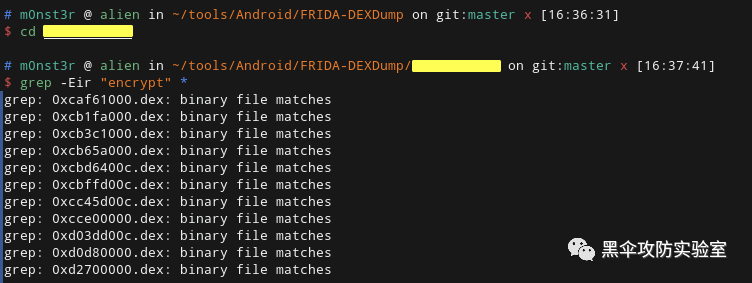 # m0nst3r @ alien in ~/tools/Android/FRIDA-DEXDump on git:master x [16:36:31]
$ cd
# m0nst3r @ alien in ~/tools/Android/FRIDA-DEXDump/ on git:master x [16:37:41]
$ grep -Eir "encrypt" *
grep: 0xcaf61000.dex: binary file matches
grep: 0xcb1fa000.dex: binary file matches
grep: 0xcb3c1000.dex: binary file matches
grep: 0xcb65a000.dex: binary file matches
grep: 0xcbd6400c.dex: binary file matches
grep: 0xcbffd00c.dex: binary file matches
grep: 0xcc45d00c.dex: binary file matches
grep: 0xcce00000.dex: binary file matches
grep: 0xd03dd00c.dex: binary file matches
grep: 0xd0d80000.dex: binary file matches
grep: 0xd2700000.dex: binary file matches
黑伞攻防实验室